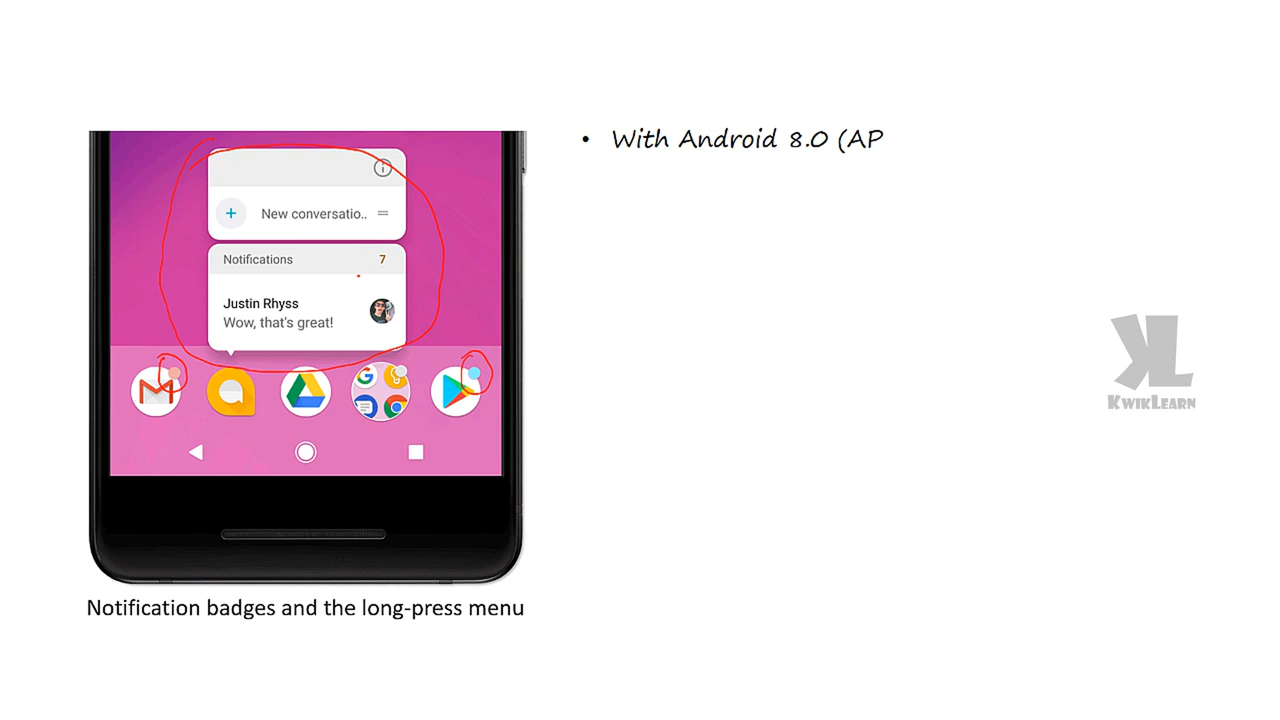 With Android 8.0 (AP
New conversatio..
Notifications 7
Justin Rhyss
Wow, that's great!
Notification badges and the long-press menu
KL
KWIKLEARN